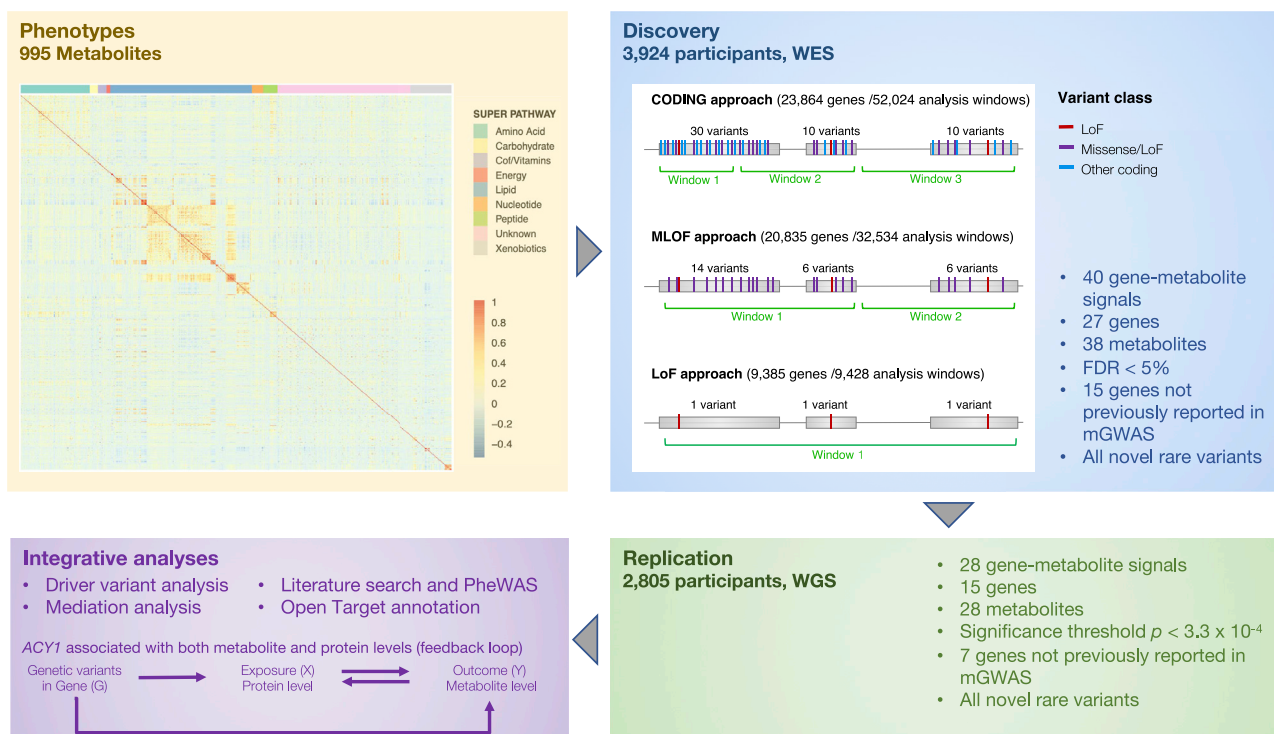 Phenotypes
995 Metabolites
SUPER PATHWAY
Amino Acid
Carbohydrate
Cof/Vitamins
Energy
Lipid
Nucleotide
Peptide
Unknown
Xenobiotics
1
0.8
0.6
0.4
0.2
0
−0.2
−0.4
Discovery
3,924 participants, WES
CODING approach (23,864 genes /52,024 analysis windows)
30 variants
10 variants
10 variants
Window 1
Window 2
Window 3
MLOF approach (20,835 genes /32,534 analysis windows)
14 variants
6 variants
6 variants
Window 1
Window 2
LoF approach (9,385 genes /9,428 analysis windows)
1 variant
1 variant
1 variant
Window 1
Variant class
LoF
Missense/LoF
Other coding
• 40 gene-metabolite
signals
• 27 genes
• 38 metabolites
• FDR < 5%
• 15 genes not
previously reported in
mGWAS
• All novel rare variants
Replication
2,805 participants, WGS
• 28 gene-metabolite signals
• 15 genes
• 28 metabolites
• Significance threshold p < 3.3 x 10-4
• 7 genes not previously reported in
mGWAS
• All novel rare variants
Integrative analyses
• Driver variant analysis
• Mediation analysis
• Literature search and PheWAS
• Open Target annotation
ACY1 associated with both metabolite and protein levels (feedback loop)
Genetic variants
in Gene (G)
Exposure (X)
Protein level
Outcome (Y)
Metabolite level